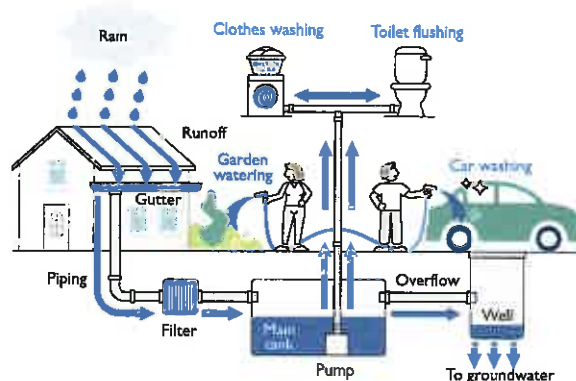 Rain
Clothes washing
Toilet flushing
Runoff
Garden
watering
Car washing
Gutter
Piping
Filter
Main
tank
Pump
Overflow
Well
To groundwater